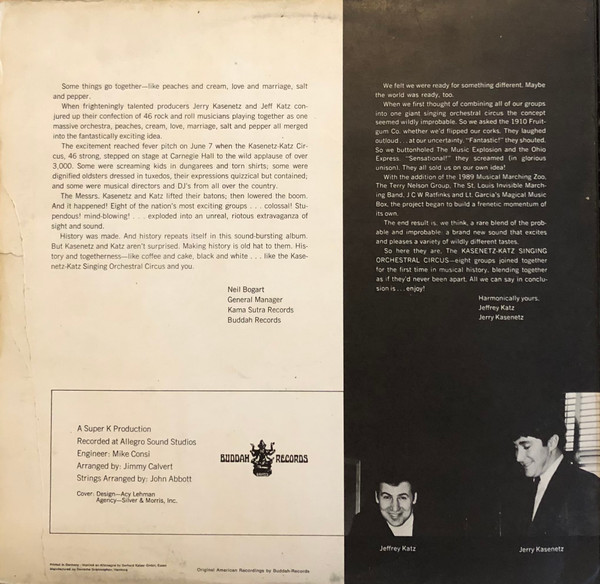 Some things go together—like peaches and cream, love and marriage, salt
and pepper.
When frighteningly talented producers Jerry Kasenetz and Jeff Katz con-
jured up their confection of 46 rock and roll musicians playing together as one
massive orchestra, peaches, cream, love, marriage, salt and pepper all merged
into the fantastically exciting idea.
The excitement reached fever pitch on June 7 when the Kasenetz-Katz Cir-
cus, 46 strong, stepped on stage at Carnegie Hall to the wild applause of over
3,000. Some were screaming kids in dungarees and torn shirts; some were
dignified oldsters dressed in tuxedos, their expressions quizzical but contained;
and some were musical directors and DJ's from all over the country.
The Messrs. Kasenetz and Katz lifted their batons; then lowered the boom.
And it happened! Eight of the nation's most exciting groups . . . colossal! Stu-
pendous! mind-blowing! . . . exploded into an unreal, riotous extravaganza of
sight and sound.
History was made. And history repeats itself in this sound-bursting album.
But Kasenetz and Katz aren't surprised. Making history is old hat to them. His-
tory and togetherness—like coffee and cake, black and white . . . like the Kase-
netz-Katz Singing Orchestral Circus and you.
Neil Bogart
General Manager
Kama Sutra Records
Buddah Records
We felt we were ready for something different. Maybe
the world was ready, too.
When we first thought of combining all of our groups
into one giant singing orchestral circus the concept
seemed wildly improbable. So we asked the 1910 Fruit-
gum Co. whether we'd flipped our corks. They laughed
outloud . . . at our uncertainty. "Fantastic!" they shouted.
So we buttonholed The Music Explosion and the Ohio
Express. "Sensational!" they screamed (in glorious
unison). They all sold us on our own idea!
With the addition of the 1989 Musical Marching Zoo,
The Terry Nelson Group, The St. Louis Invisible March-
ing Band, J C W Ratfinks and Lt. Garcia's Magical Music
Box, the project began to build a frenetic momentum of
its own.
The end result is, we think, a rare blend of the prob-
able and improbable: a brand new sound that excites
and pleases a variety of wildly different tastes.
So here they are, The KASENETZ-KATZ SINGING
ORCHESTRAL CIRCUS—eight groups joined together
for the first time in musical history, blending together
as if they'd never been apart. All we can say in conclu-
sion is . . . enjoy!
Harmonically yours,
Jeffrey Katz
Jerry Kasenetz
A Super K Production
Recorded at Allegro Sound Studios
Engineer: Mike Consi
Arranged by: Jimmy Calvert
Strings Arranged by: John Abbott
Cover: Design—Acy Lehman
Agency—Silver & Morris, Inc.
BUDDAH RECORDS
Jeffrey Katz
Jerry Kasenetz
Printed in Germany
Manufactured by Deutsche Grammophon, Hamburg
Original American Recordings by Buddah-Records